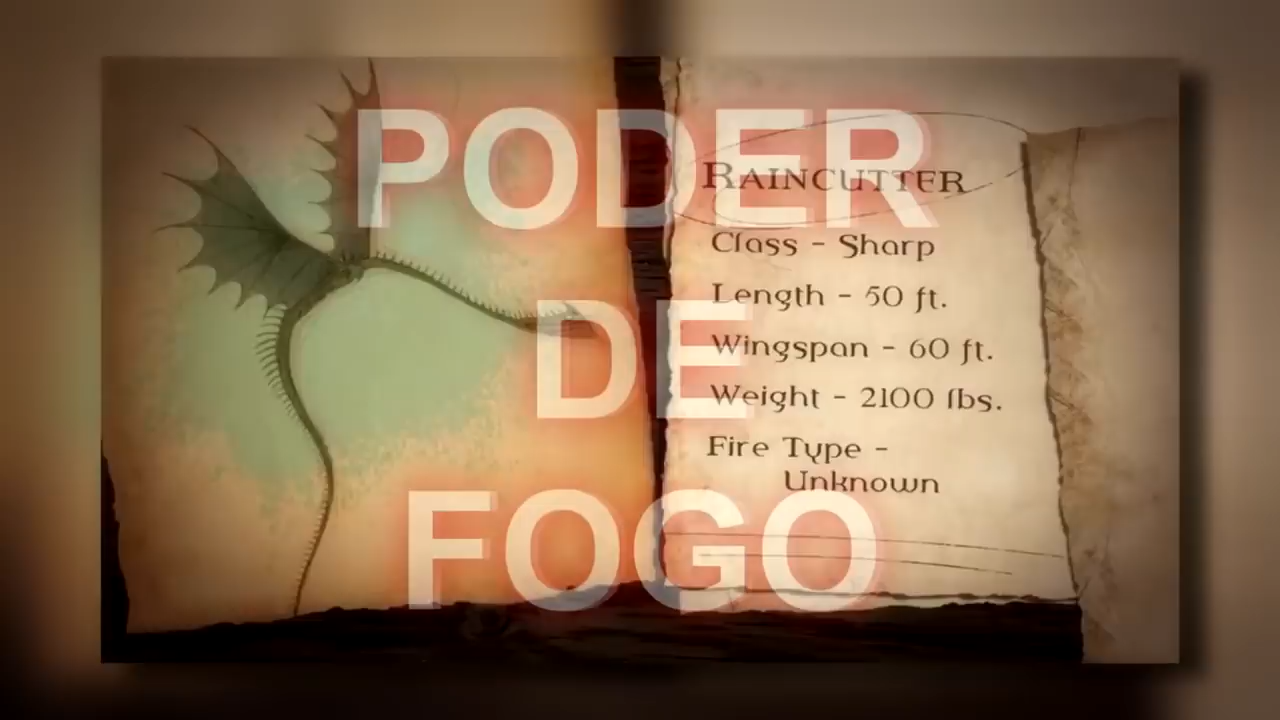 PODER
DE
FOGO
RAINCUTTER
Class - Sharp
Length - 50 ft.
Wingspan - 60 ft.
Weight - 2100 lbs.
Fire Type -
Unknown